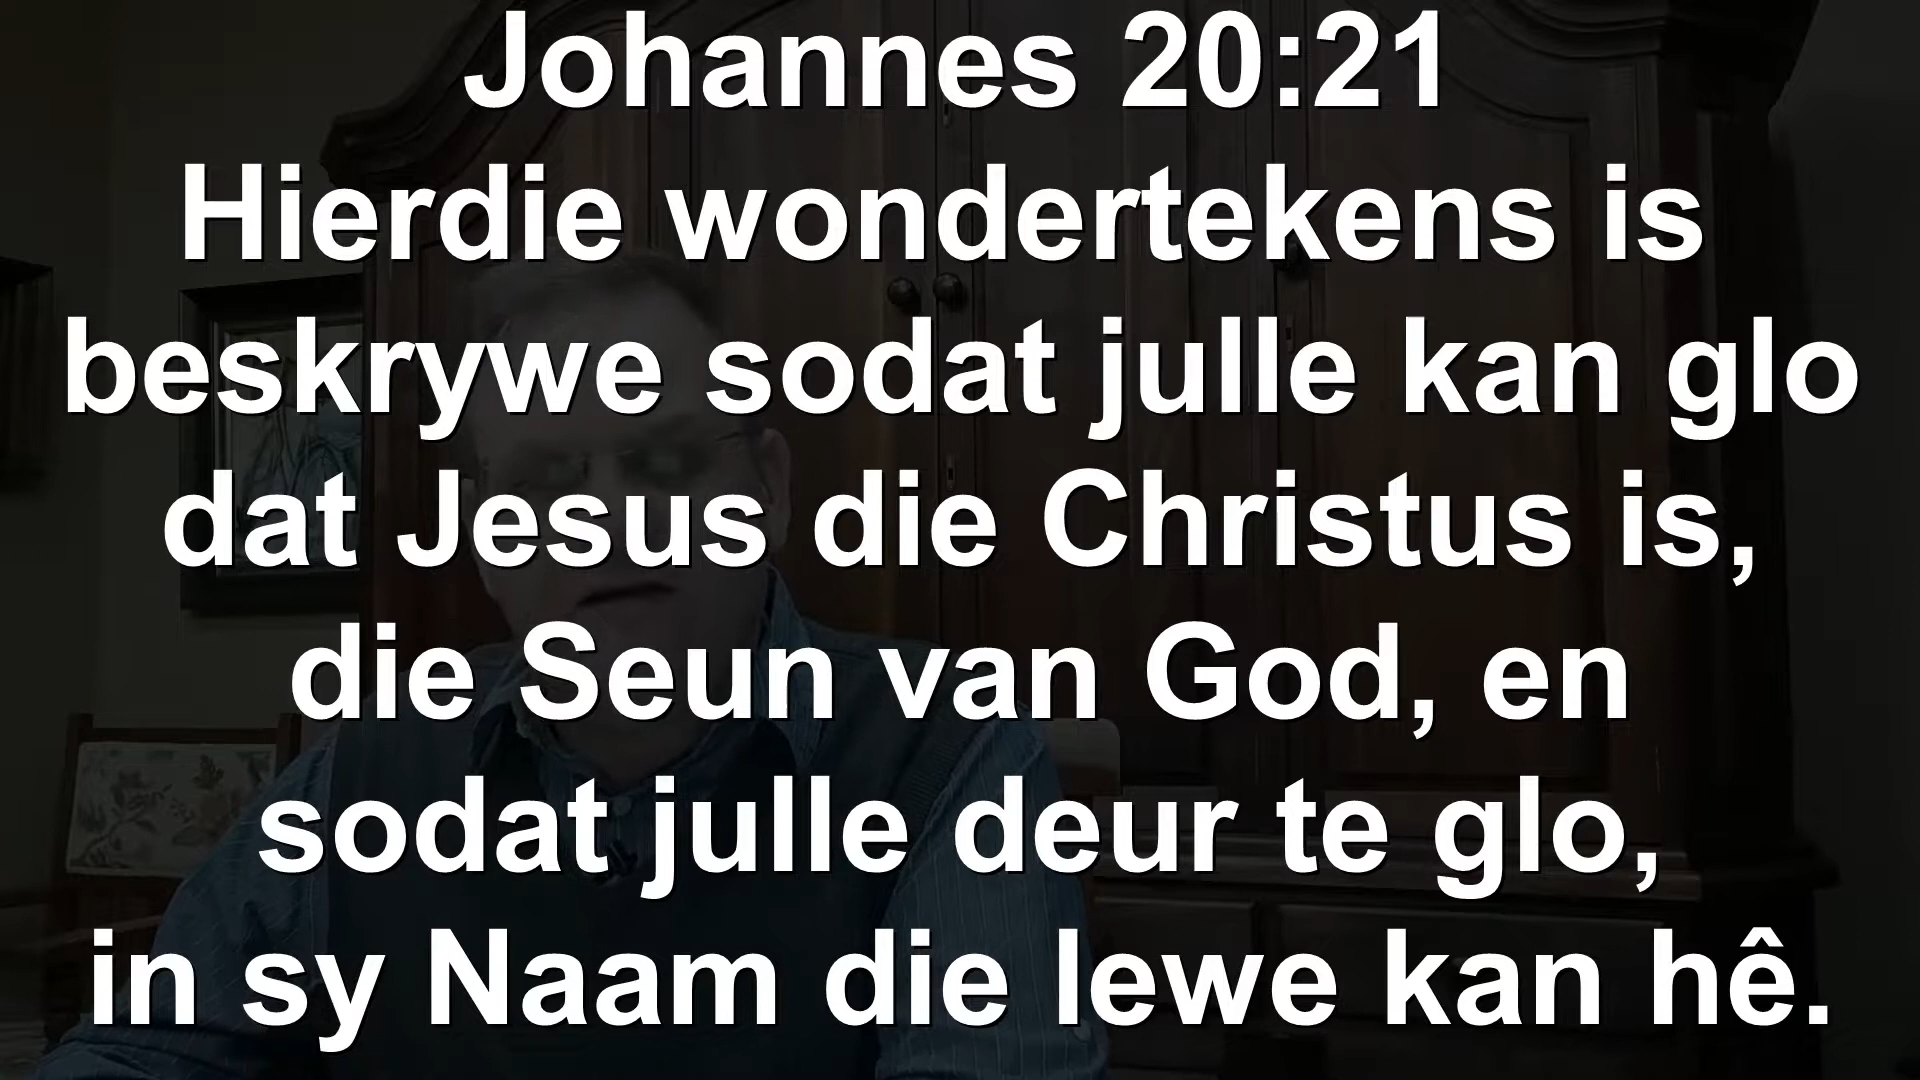 Johannes 20:21
Hierdie wondertekens is
beskrywe sodat julle kan glo
dat Jesus die Christus is,
die Seun van God, en
sodat julle deur te glo,
in sy Naam die lewe kan hê.